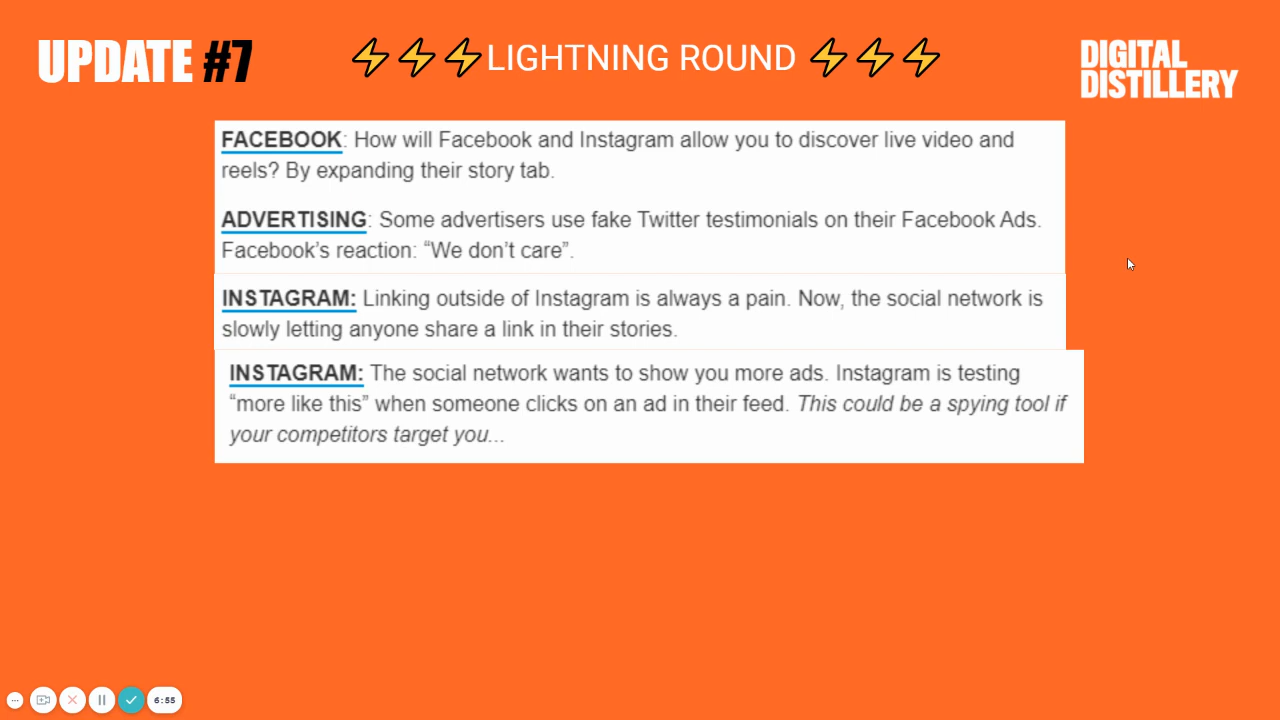 UPDATE #7
⚡⚡⚡LIGHTNING ROUND ⚡⚡⚡
DIGITAL
DISTILLERY
FACEBOOK: How will Facebook and Instagram allow you to discover live video and
reels? By expanding their story tab.
ADVERTISING: Some advertisers use fake Twitter testimonials on their Facebook Ads.
Facebook’s reaction: “We don’t care”.
INSTAGRAM: Linking outside of Instagram is always a pain. Now, the social network is
slowly letting anyone share a link in their stories.
INSTAGRAM: The social network wants to show you more ads. Instagram is testing
“more like this” when someone clicks on an ad in their feed. This could be a spying tool if
your competitors target you...
6:55